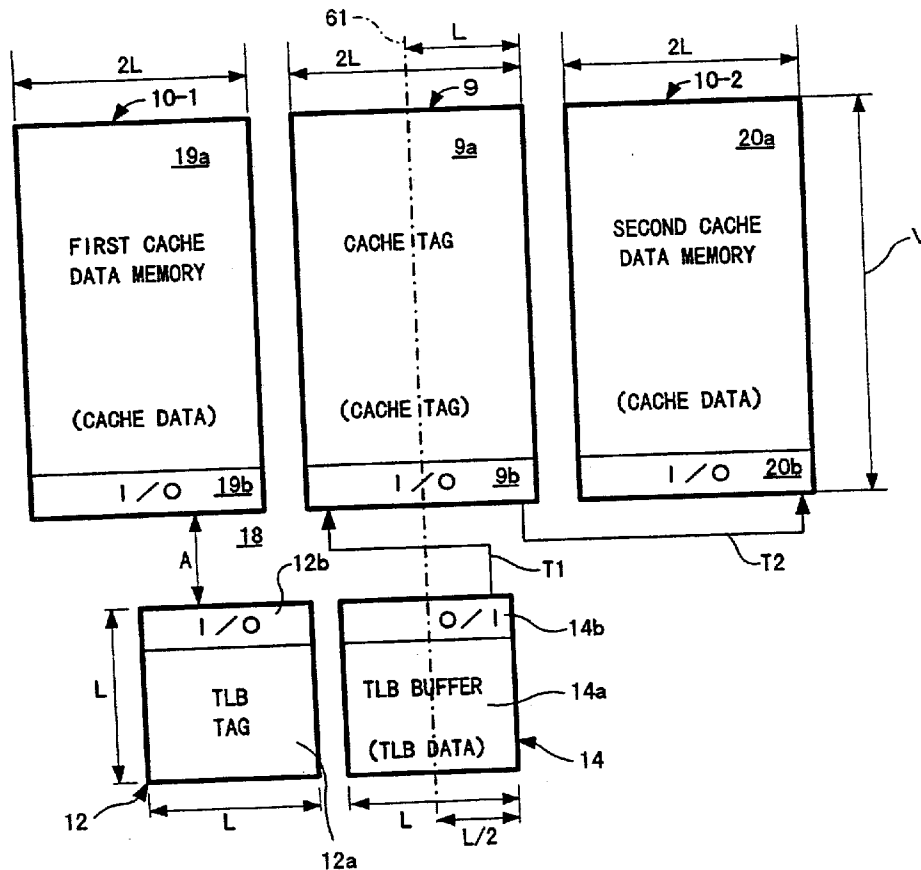 61
L
2L
2L
2L
10-1
9
10-2
19a
9a
20a
FIRST CACHE
DATA MEMORY
CACHE TAG
SECOND CACHE
DATA MEMORY
(CACHE DATA)
(CACHE TAG)
(CACHE DATA)
I/O
19b
I/O
9b
I/O
20b
A
18
T1
T2
12b
I/O
O/I
14b
L
TLB
TAG
TLB BUFFER
14a
(TLB DATA)
14
12
L
L
L/2
12a